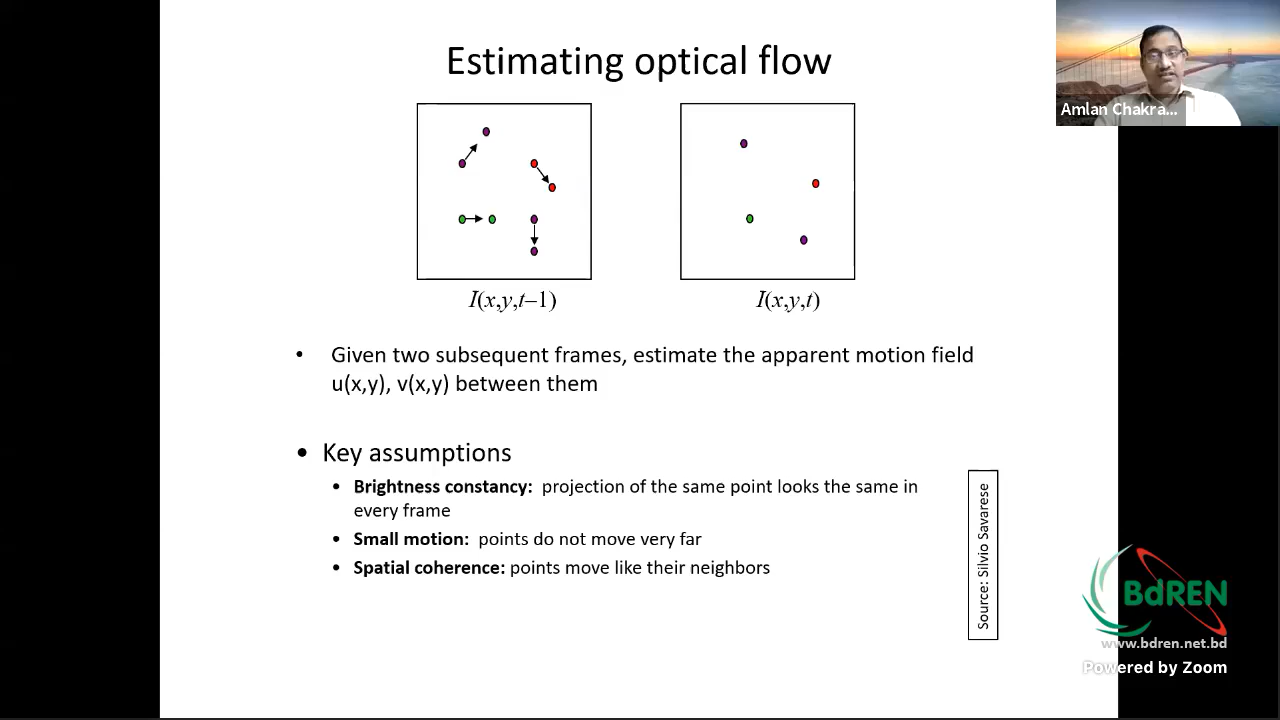 Estimating optical flow
Amlan Chakra...
I(x,y,t–1)
I(x,y,t)
• Given two subsequent frames, estimate the apparent motion field
u(x,y), v(x,y) between them
• Key assumptions
• Brightness constancy: projection of the same point looks the same in
every frame
• Small motion: points do not move very far
• Spatial coherence: points move like their neighbors
Source: Silvio Savarese
BdREN
www.bdren.net.bd
Powered by Zoom